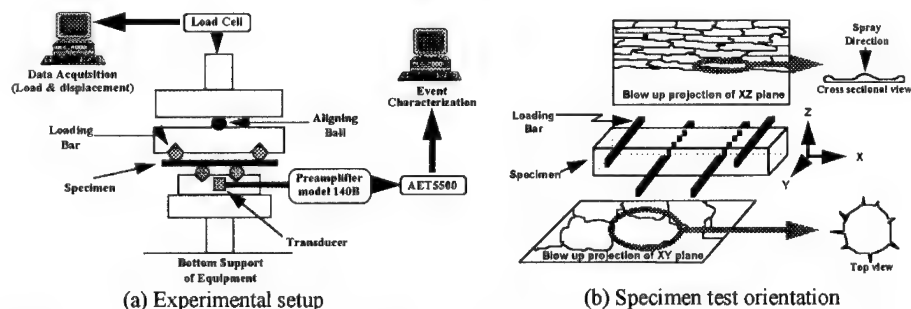 Load Cell
Data Acquisition
(Load & displacement)
Event
Characterization
Aligning
Ball
Loading
Bar
Specimen
Preamplifier
model 140B
AET5500
Transducer
Bottom Support
of Equipment
(a) Experimental setup
Spray
Direction
Blow up projection of XZ plane
Cross sectional view
Loading
Bar
Specimen
Z
X
Y
Blow up projection of XY plane
Top view
(b) Specimen test orientation